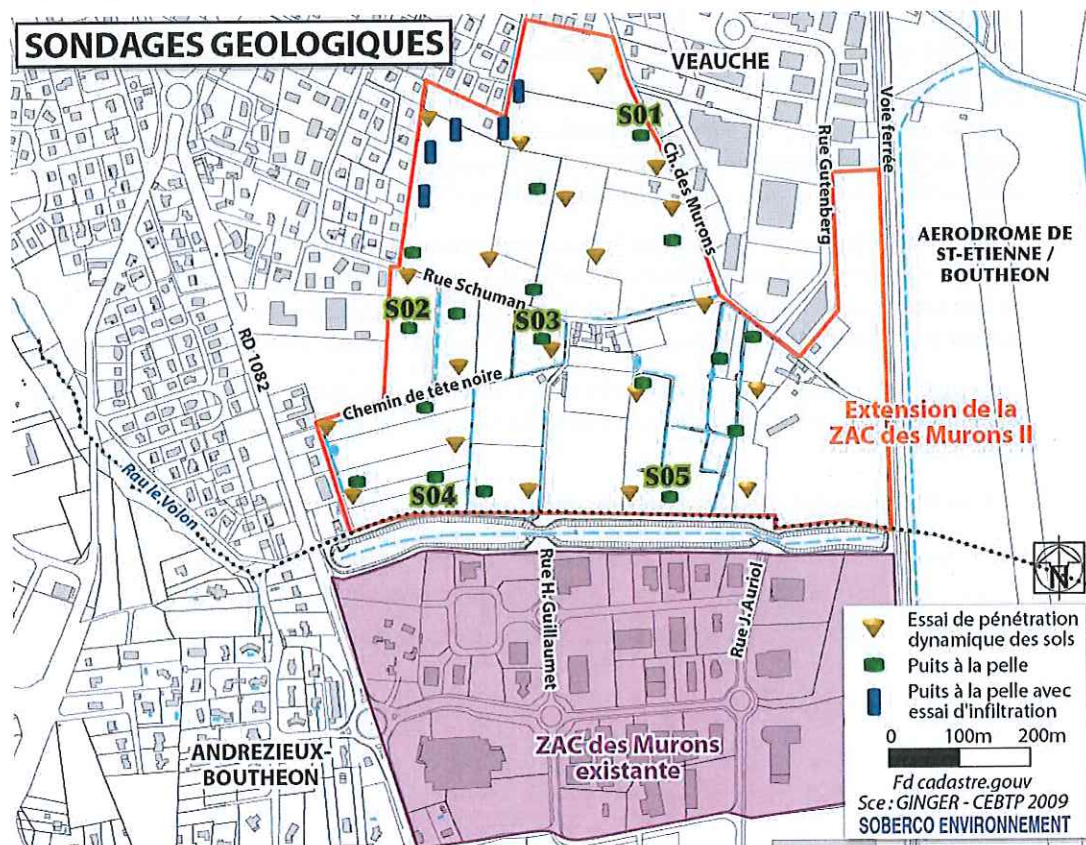 SONDAGES GEOLOGIQUES
VEAUCHE
S01
Ch. des Murons
Rue Gutenberg
Voie ferrée
AERODROME DE
ST-ETIENNE /
BOUTHEON
Rue Schuman
S02
S03
RD 1082
Chemin de tête noire
Extension de la
ZAC des Murons II
Rau le Volon
S04
S05
N
Rue H. Guillaumet
Rue J. Auriol
ANDREZIEUX-
BOUTHEON
ZAC des Murons
existante
Essai de pénétration
dynamique des sols
Puits à la pelle
Puits à la pelle avec
essai d'infiltration
0 100m 200m
Fd cadastre.gouv
Sce : GINGER - CEBTP 2009
SOBERCO ENVIRONNEMENT